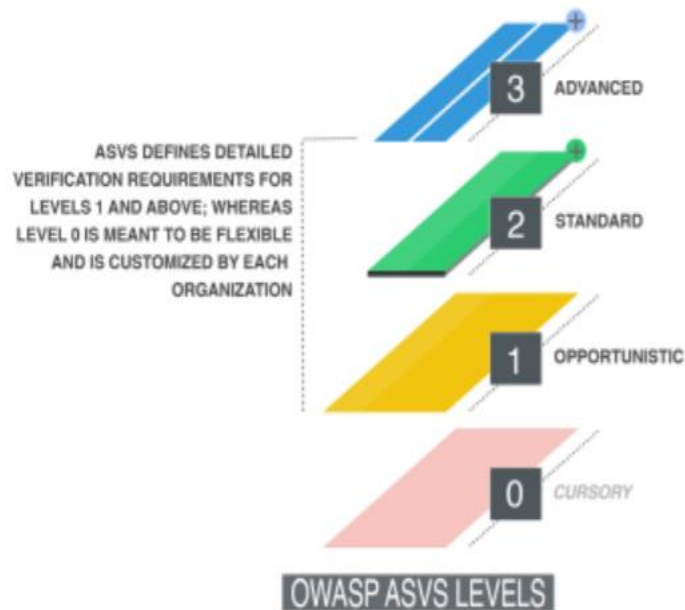 3 ADVANCED
ASVS DEFINES DETAILED
VERIFICATION REQUIREMENTS FOR
LEVELS 1 AND ABOVE; WHEREAS
LEVEL 0 IS MEANT TO BE FLEXIBLE
AND IS CUSTOMIZED BY EACH
ORGANIZATION
2 STANDARD
1 OPPORTUNISTIC
0 CURSORY
OWASP ASVS LEVELS